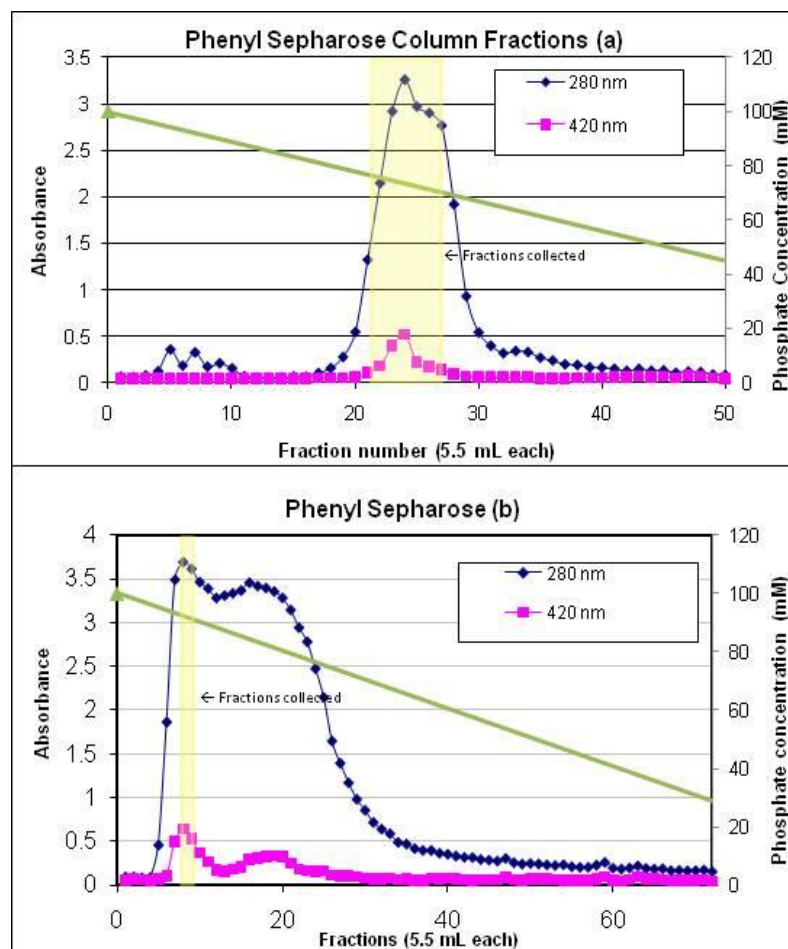 Phenyl Sepharose Column Fractions (a)
3.5
3
2.5
2
1.5
1
0.5
0
Absorbance
120
100
80
60
40
20
0
Phosphate Concentration (mM)
280 nm
420 nm
← Fractions collected
0 10 20 30 40 50
Fraction number (5.5 mL each)
Phenyl Sepharose (b)
4
3.5
3
2.5
2
1.5
1
0.5
0
Absorbance
120
100
80
60
40
20
0
Phosphate concentration (mM)
280 nm
420 nm
← Fractions collected
0 20 40 60
Fractions (5.5 mL each)